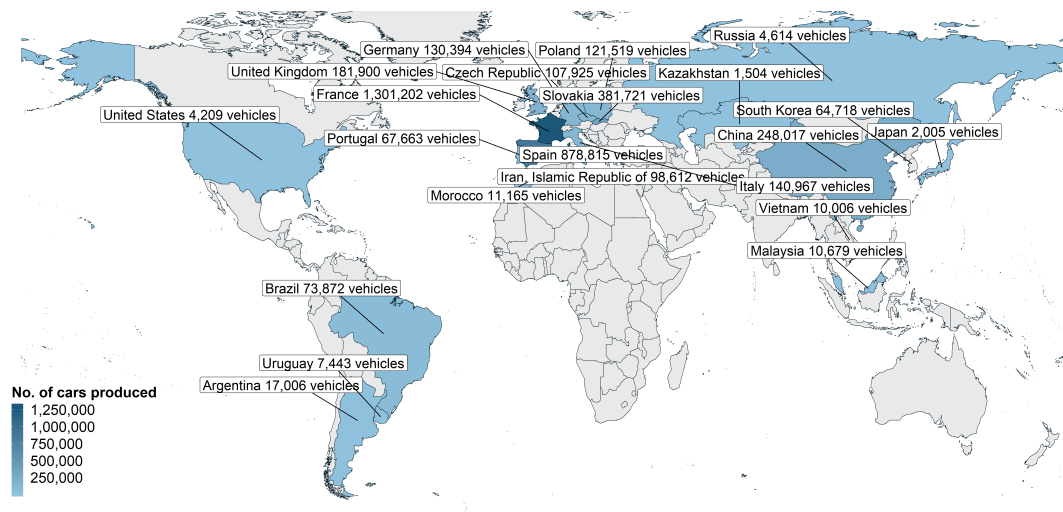 Russia 4,614 vehicles
Germany 130,394 vehicles
Poland 121,519 vehicles
United Kingdom 181,900 vehicles
Czech Republic 107,925 vehicles
Kazakhstan 1,504 vehicles
France 1,301,202 vehicles
Slovakia 381,721 vehicles
United States 4,209 vehicles
South Korea 64,718 vehicles
Portugal 67,663 vehicles
China 248,017 vehicles
Japan 2,005 vehicles
Spain 878,815 vehicles
Iran, Islamic Republic of 98,612 vehicles
Italy 140,967 vehicles
Morocco 11,165 vehicles
Vietnam 10,006 vehicles
Malaysia 10,679 vehicles
Brazil 73,872 vehicles
Uruguay 7,443 vehicles
Argentina 17,006 vehicles
No. of cars produced
1,250,000
1,000,000
750,000
500,000
250,000